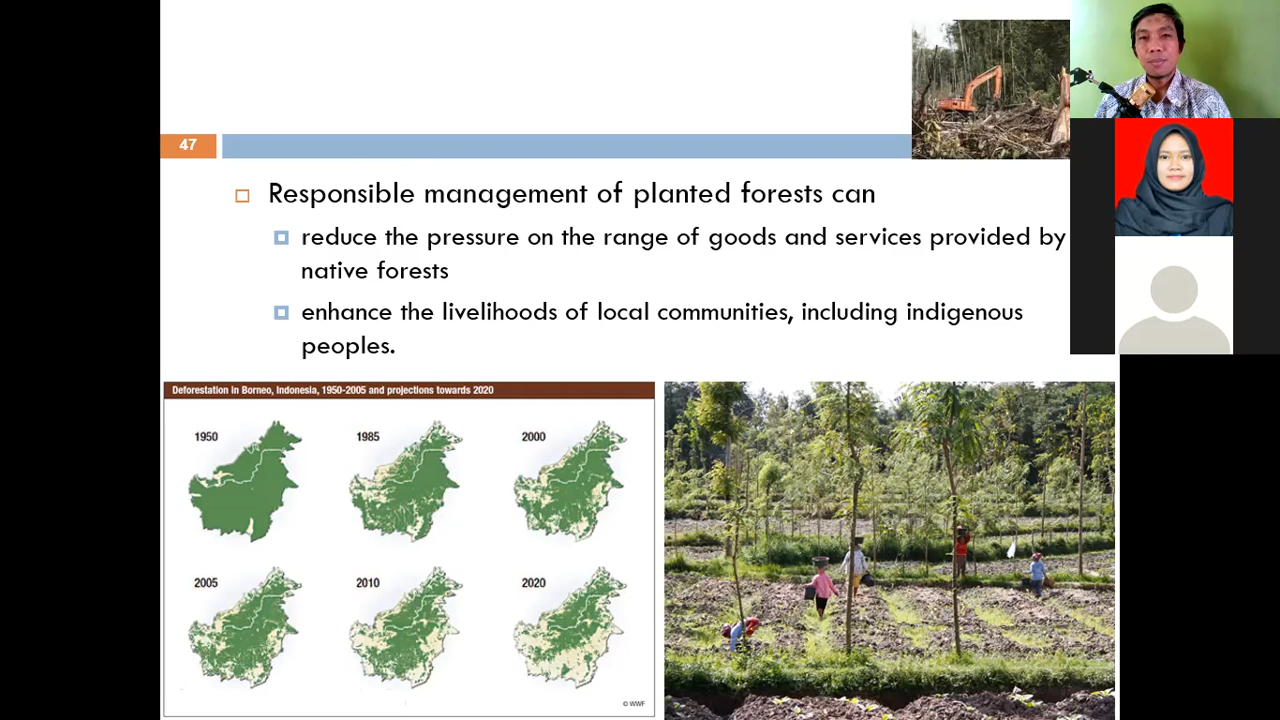 47
Responsible management of planted forests can
reduce the pressure on the range of goods and services provided by
native forests
enhance the livelihoods of local communities, including indigenous
peoples.
Deforestation in Borneo, Indonesia, 1950-2005 and projections towards 2020
1950
1985
2000
2005
2010
2020
© WWF